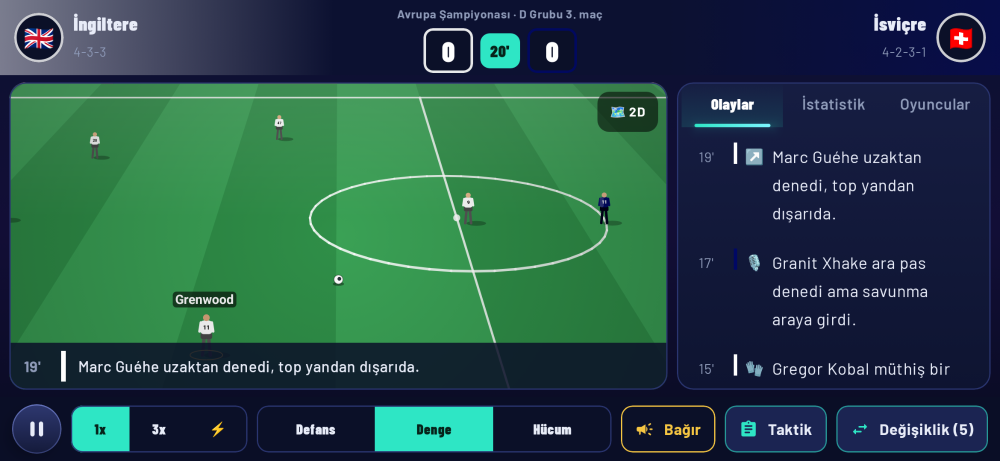 İngiltere
4-3-3
Avrupa Şampiyonası · D Grubu 3. maç
0
20'
0
İsviçre
4-2-3-1
2D
Grenwood
11
9
11
19' Marc Guéhe uzaktan denedi, top yandan dışarıda.
Olaylar İstatistik Oyuncular
19' Marc Guéhe uzaktan
denedi, top yandan
dışarıda.
17' Granit Xhake ara pas
denedi ama savunma
araya girdi.
15' Gregor Kobal müthiş bir
1x 3x
Defans Denge Hücum
Bağır
Taktik
Değişiklik (5)